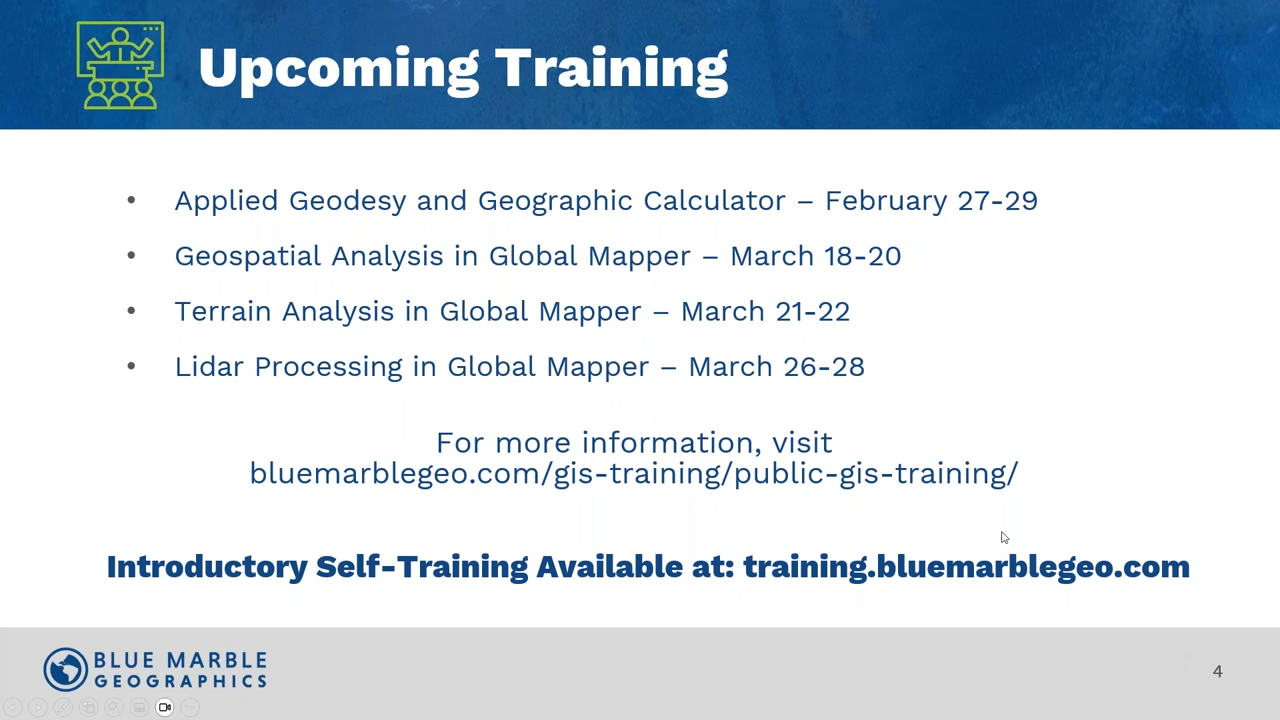 Upcoming Training
• Applied Geodesy and Geographic Calculator – February 27-29
• Geospatial Analysis in Global Mapper – March 18-20
• Terrain Analysis in Global Mapper – March 21-22
• Lidar Processing in Global Mapper – March 26-28
For more information, visit
bluemarblegeo.com/gis-training/public-gis-training/
Introductory Self-Training Available at: training.bluemarblegeo.com
BLUE MARBLE
GEOGRAPHICS
4